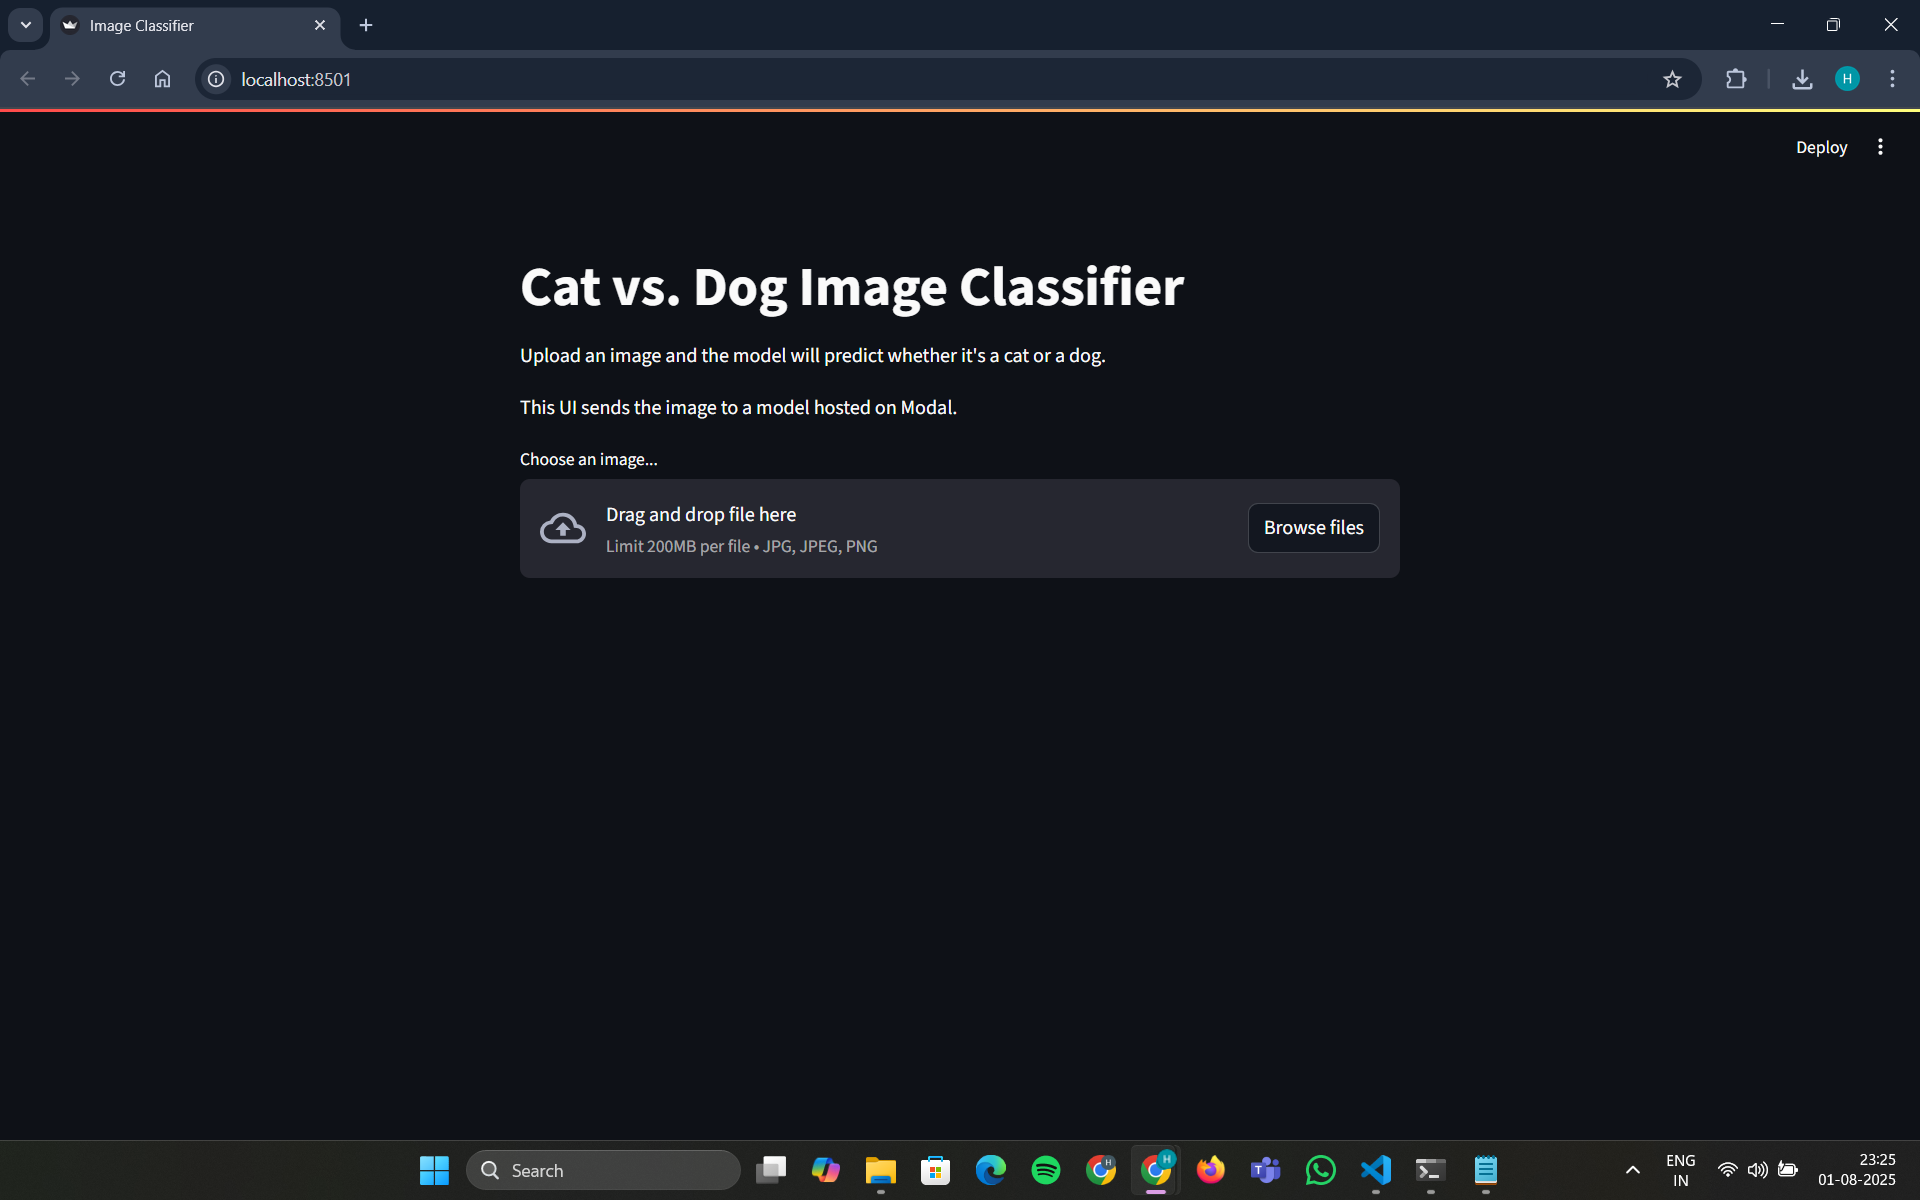 Image Classifier
localhost:8501
H
Deploy
Cat vs. Dog Image Classifier
Upload an image and the model will predict whether it's a cat or a dog.
This UI sends the image to a model hosted on Modal.
Choose an image...
Drag and drop file here
Limit 200MB per file • JPG, JPEG, PNG
Browse files
Search
H
H
T
ENG
IN
23:25
01-08-2025